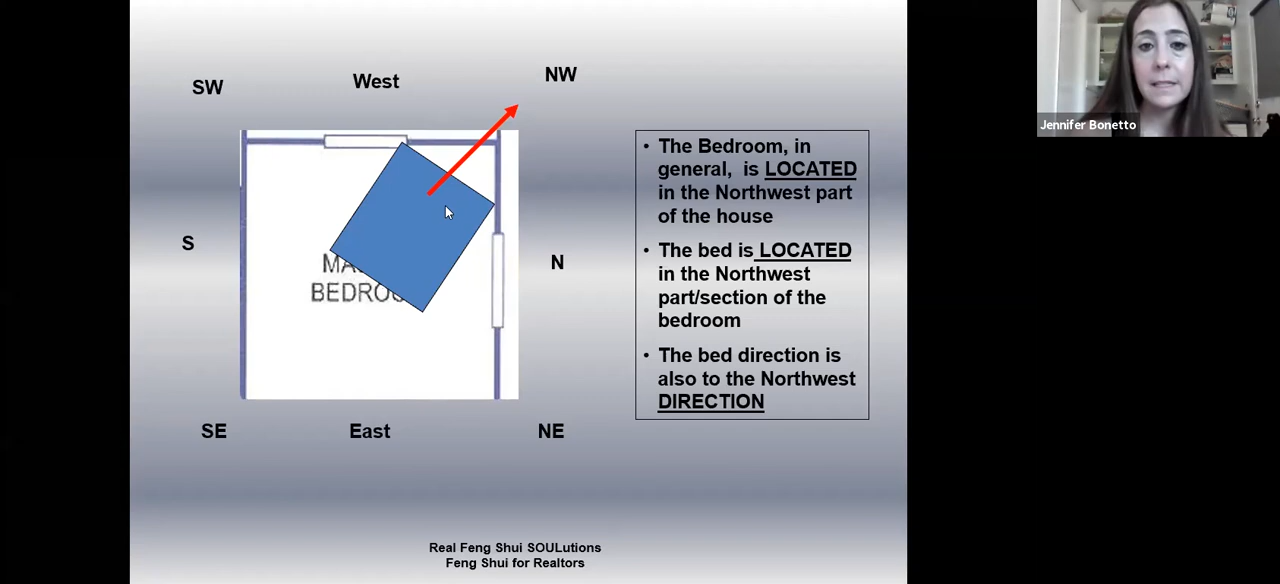 SW
West
NW
Jennifer Bonetto
• The Bedroom, in
general, is LOCATED
in the Northwest part
of the house
• The bed is LOCATED
in the Northwest
part/section of the
bedroom
• The bed direction is
also to the Northwest
DIRECTION
S
N
SE
East
NE
Real Feng Shui SOULutions
Feng Shui for Realtors